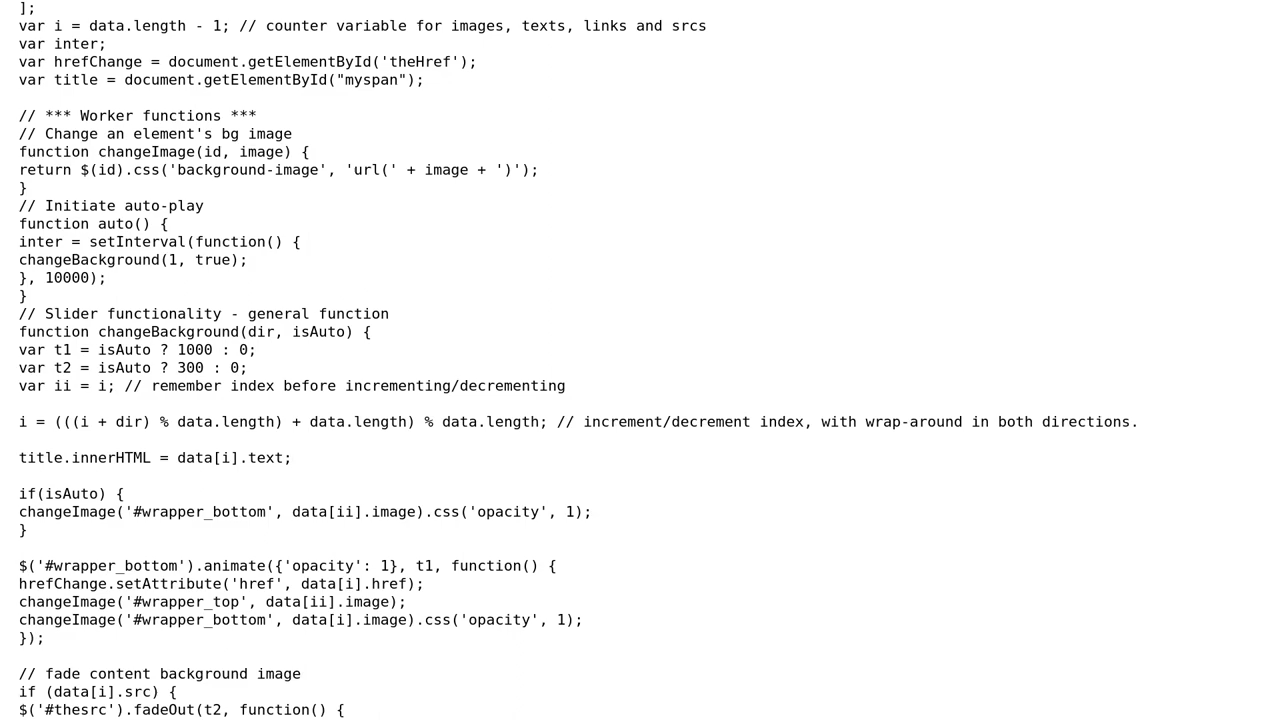 ];
var i = data.length - 1; // counter variable for images, texts, links and srcs
var inter;
var hrefChange = document.getElementById('theHref');
var title = document.getElementById("myspan");
// *** Worker functions ***
// Change an element's bg image
function changeImage(id, image) {
return $(id).css('background-image', 'url(' + image + ')');
}
// Initiate auto-play
function auto() {
inter = setInterval(function() {
changeBackground(1, true);
}, 10000);
}
// Slider functionality - general function
function changeBackground(dir, isAuto) {
var t1 = isAuto ? 1000 : 0;
var t2 = isAuto ? 300 : 0;
var ii = i; // remember index before incrementing/decrementing
i = (((i + dir) % data.length) + data.length) % data.length; // increment/decrement index, with wrap-around in both directions.
title.innerHTML = data[i].text;
if(isAuto) {
changeImage('#wrapper_bottom', data[ii].image).css('opacity', 1);
}
$('#wrapper_bottom').animate({'opacity': 1}, t1, function() {
hrefChange.setAttribute('href', data[i].href);
changeImage('#wrapper_top', data[ii].image);
changeImage('#wrapper_bottom', data[i].image).css('opacity', 1);
});
// fade content background image
if (data[i].src) {
$('#thesrc').fadeOut(t2, function() {